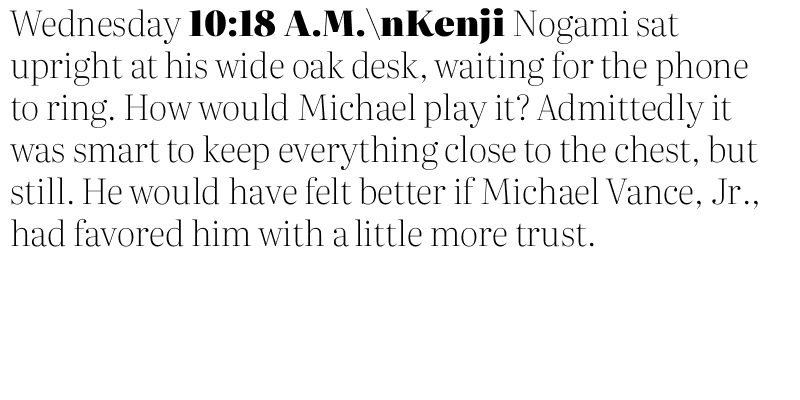 Wednesday 10:18 A.M.\nKenji Nogami sat
upright at his wide oak desk, waiting for the phone
to ring. How would Michael play it? Admittedly it
was smart to keep everything close to the chest, but
still. He would have felt better if Michael Vance, Jr.,
had favored him with a little more trust.